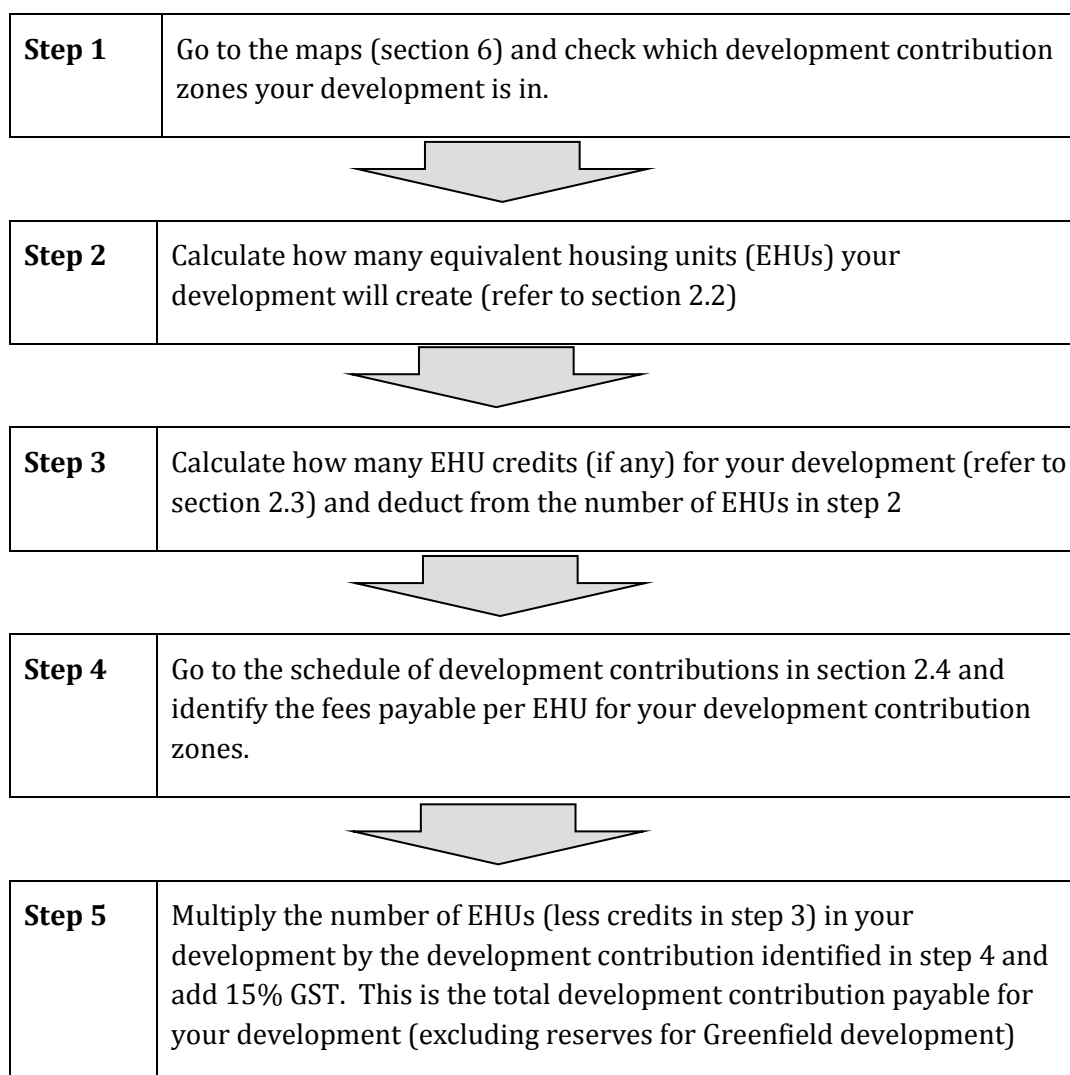 Step 1 Go to the maps (section 6) and check which development contribution
zones your development is in.
Step 2 Calculate how many equivalent housing units (EHUs) your
development will create (refer to section 2.2)
Step 3 Calculate how many EHU credits (if any) for your development (refer to
section 2.3) and deduct from the number of EHUs in step 2
Step 4 Go to the schedule of development contributions in section 2.4 and
identify the fees payable per EHU for your development contribution
zones.
Step 5 Multiply the number of EHUs (less credits in step 3) in your
development by the development contribution identified in step 4 and
add 15% GST.  This is the total development contribution payable for
your development (excluding reserves for Greenfield development)